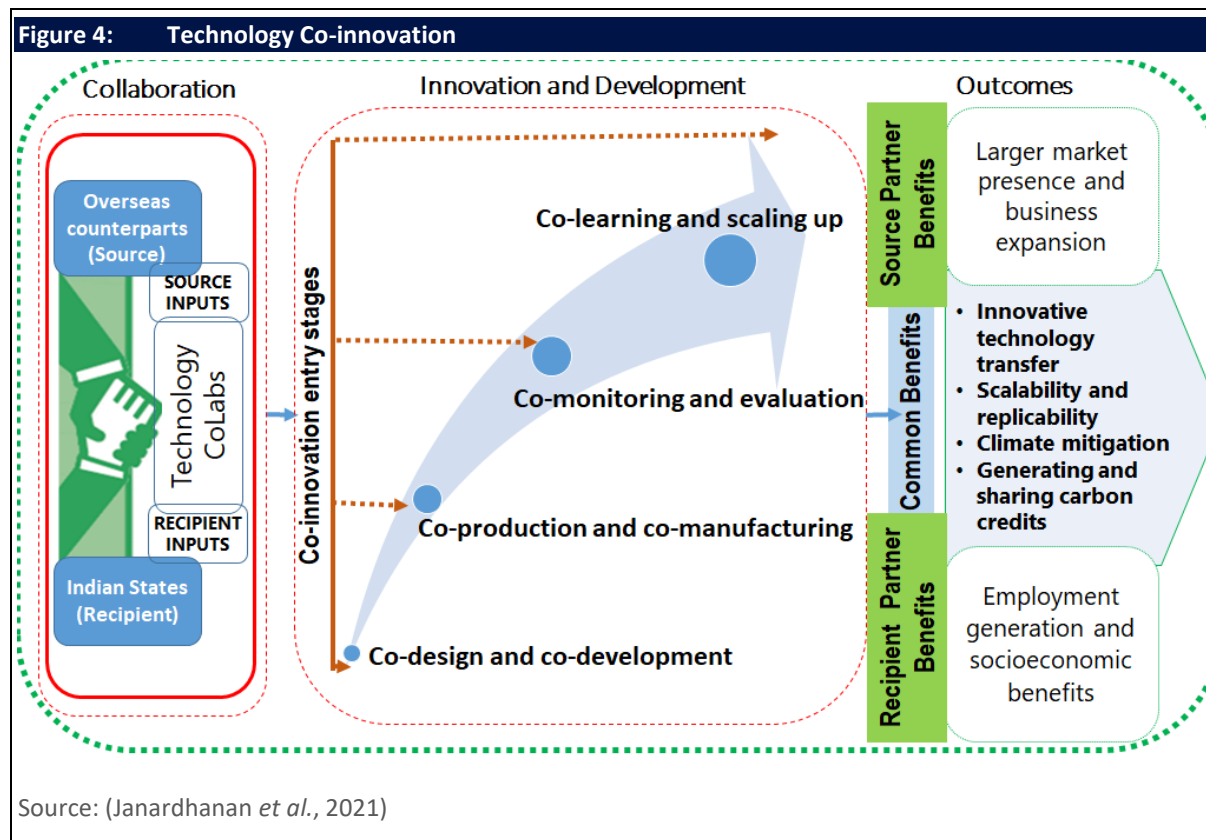 Figure 4: Technology Co-innovation
Collaboration
Overseas
counterparts
(Source)
SOURCE
INPUTS
Technology
CoLabs
RECIPIENT
INPUTS
Indian States
(Recipient)
Innovation and Development
Co-innovation entry stages
Co-learning and scaling up
Co-monitoring and evaluation
Co-production and co-manufacturing
Co-design and co-development
Outcomes
Source Partner
Benefits
Larger market
presence and
business
expansion
Common Benefits
• Innovative
technology
transfer
• Scalability and
replicability
• Climate mitigation
• Generating and
sharing carbon
credits
Recipient Partner
Benefits
Employment
generation and
socioeconomic
benefits
Source: (Janardhanan et al., 2021)